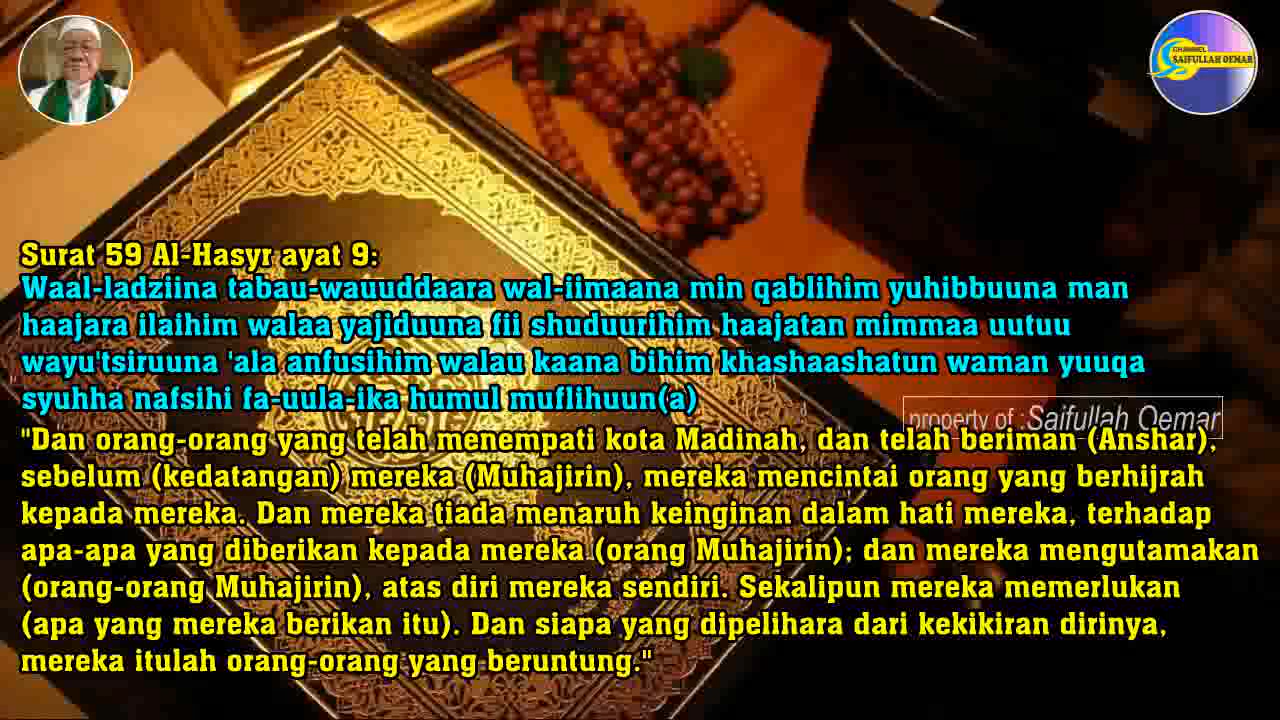 CHANNEL
SAIFULLAH OEMAR
Surat 59 Al-Hasyr ayat 9:
Waal-ladziina tabau-wauuddaara wal-iimaana min qablihim yuhibbuuna man
haajara ilaihim walaa yajiduuna fii shuduurihim haajatan mimmaa uutuu
wayu'tsiruuna 'ala anfusihim walau kaana bihim khashaashatun waman yuuqa
syuhha nafsihi fa-uula-ika humul muflihuun(a)
property of :Saifullah Oemar
"Dan orang-orang yang telah menempati kota Madinah, dan telah beriman (Anshar),
sebelum (kedatangan) mereka (Muhajirin), mereka mencintai orang yang berhijrah
kepada mereka. Dan mereka tiada menaruh keinginan dalam hati mereka, terhadap
apa-apa yang diberikan kepada mereka (orang Muhajirin); dan mereka mengutamakan
(orang-orang Muhajirin), atas diri mereka sendiri. Sekalipun mereka memerlukan
(apa yang mereka berikan itu). Dan siapa yang dipelihara dari kekikiran dirinya,
mereka itulah orang-orang yang beruntung."